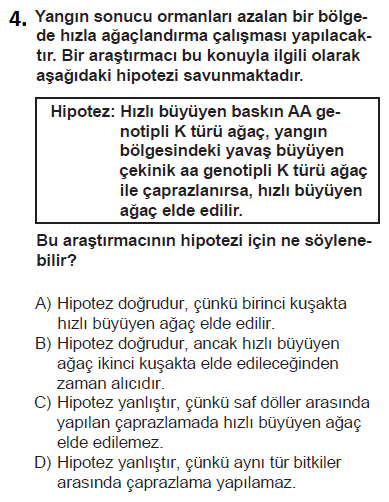 4. Yangın sonucu ormanları azalan bir bölge-
de hızla ağaçlandırma çalışması yapılacak-
tır. Bir araştırmacı bu konuyla ilgili olarak
aşağıdaki hipotezi savunmaktadır.
Hipotez: Hızlı büyüyen baskın AA ge-
notipli K türü ağaç, yangın
bölgesindeki yavaş büyüyen
çekinik aa genotipli K türü ağaç
ile çaprazlanırsa, hızlı büyüyen
ağaç elde edilir.
Bu araştırmacının hipotezi için ne söylene-
bilir?
A) Hipotez doğrudur, çünkü birinci kuşakta
hızlı büyüyen ağaç elde edilir.
B) Hipotez doğrudur, ancak hızlı büyüyen
ağaç ikinci kuşakta elde edileceğinden
zaman alıcıdır.
C) Hipotez yanlıştır, çünkü saf döller arasında
yapılan çaprazlamada hızlı büyüyen ağaç
elde edilemez.
D) Hipotez yanlıştır, çünkü aynı tür bitkiler
arasında çaprazlama yapılamaz.